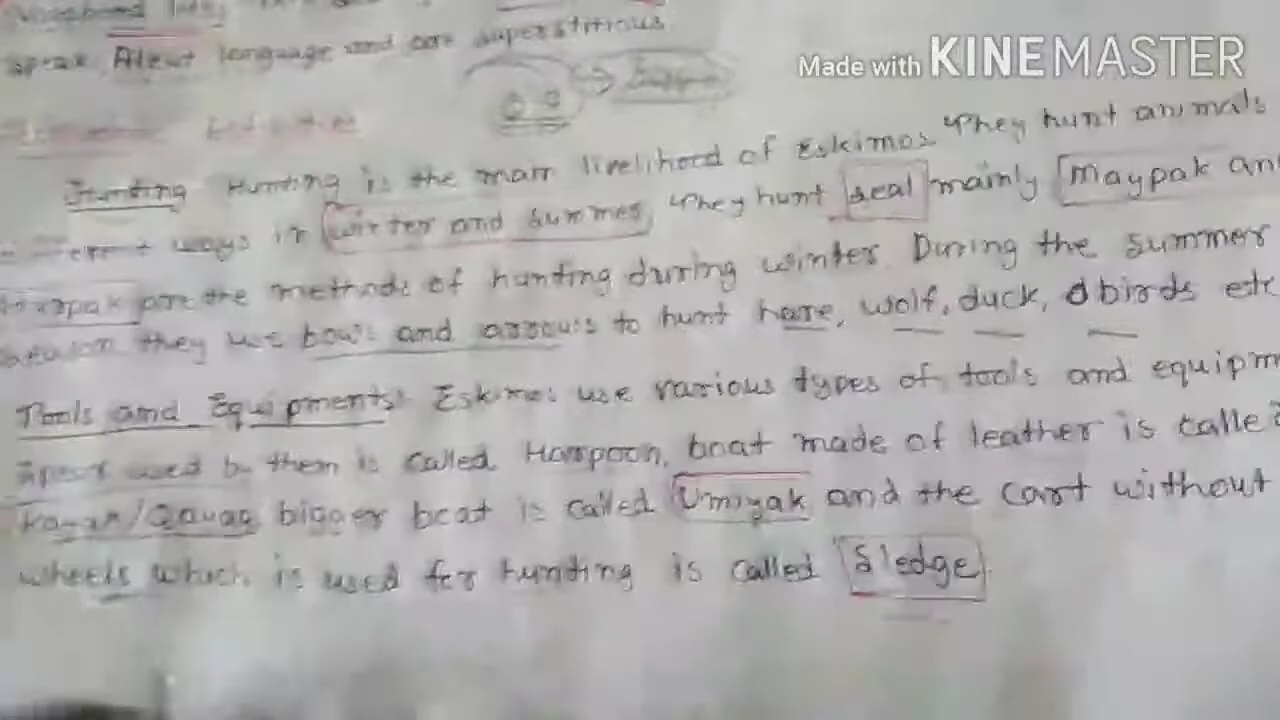 speak Aleut language and are superstitious.
Made with KINEMASTER
Hunting Hunting is the main livelihood of Eskimos They hunt animals
ways in winter and summer, They hunt seal mainly Maypak an
are the methods of hunting during winter. During the summer
season they use bows and arrows to hunt hare, wolf, duck, birds etc
Tools and Equipments: Eskimos use various types of tools and equipm
spear used by them is called Harpoon, boat made of leather is calle
Kayak/Qayaq bigger boat is called Umiyak and the cart without
wheels which is used for hunting is called Sledge.